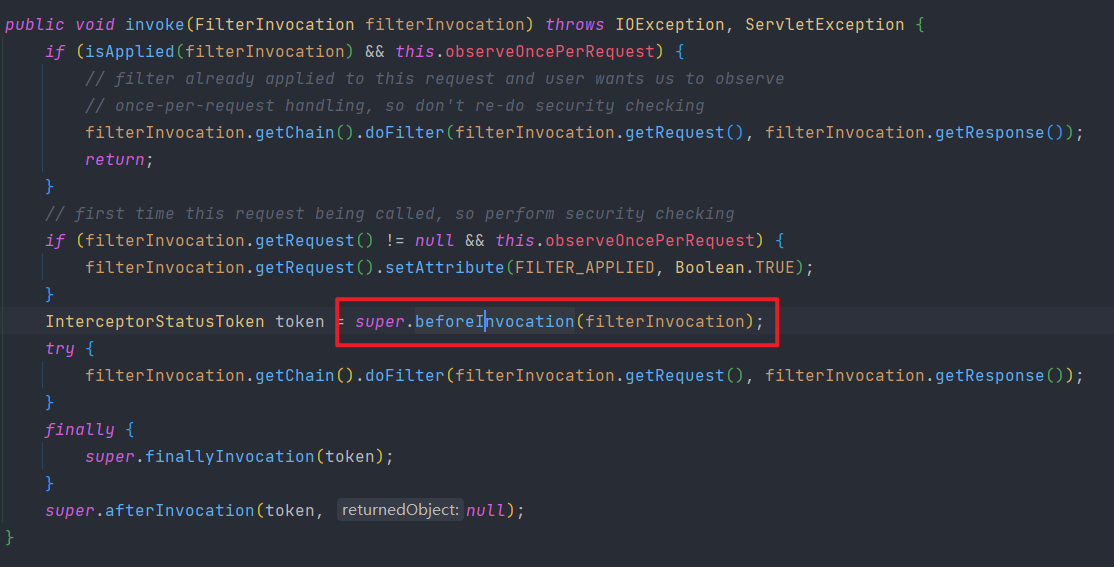 public void invoke(FilterInvocation filterInvocation) throws IOException, ServletException {
if (isApplied(filterInvocation) && this.observeOncePerRequest) {
// filter already applied to this request and user wants us to observe
// once-per-request handling, so don't re-do security checking
filterInvocation.getChain().doFilter(filterInvocation.getRequest(), filterInvocation.getResponse());
return;
}
// first time this request being called, so perform security checking
if (filterInvocation.getRequest() != null && this.observeOncePerRequest) {
filterInvocation.getRequest().setAttribute(FILTER_APPLIED, Boolean.TRUE);
}
InterceptorStatusToken token = super.beforeInvocation(filterInvocation);
try {
filterInvocation.getChain().doFilter(filterInvocation.getRequest(), filterInvocation.getResponse());
}
finally {
super.finallyInvocation(token);
}
super.afterInvocation(token, returnedObject: null);
}